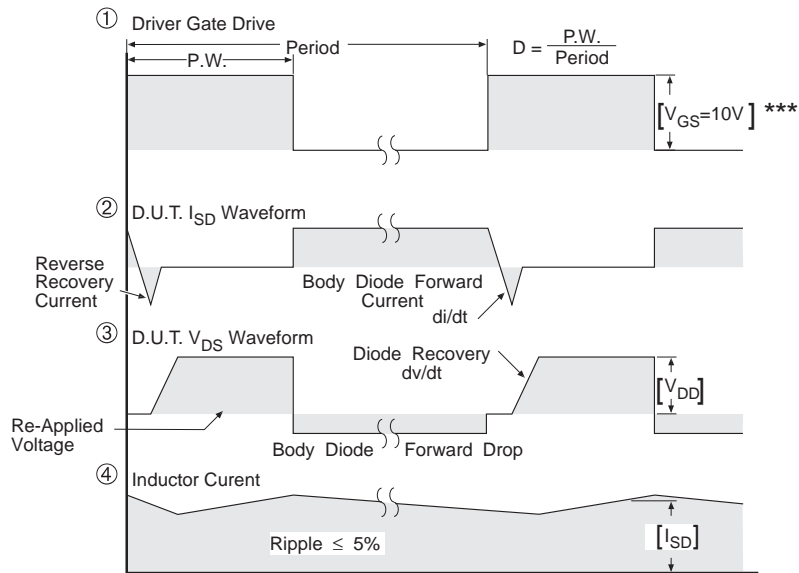 ① Driver Gate Drive
P.W.
Period
D = P.W.
Period
[VGS=10V] ***
② D.U.T. ISD Waveform
Reverse
Recovery
Current
Body Diode Forward
Current
di/dt
③ D.U.T. VDS Waveform
Diode Recovery
dv/dt
[VDD]
Re-Applied
Voltage
Body Diode Forward Drop
④ Inductor Curent
Ripple ≤ 5%
[ISD]